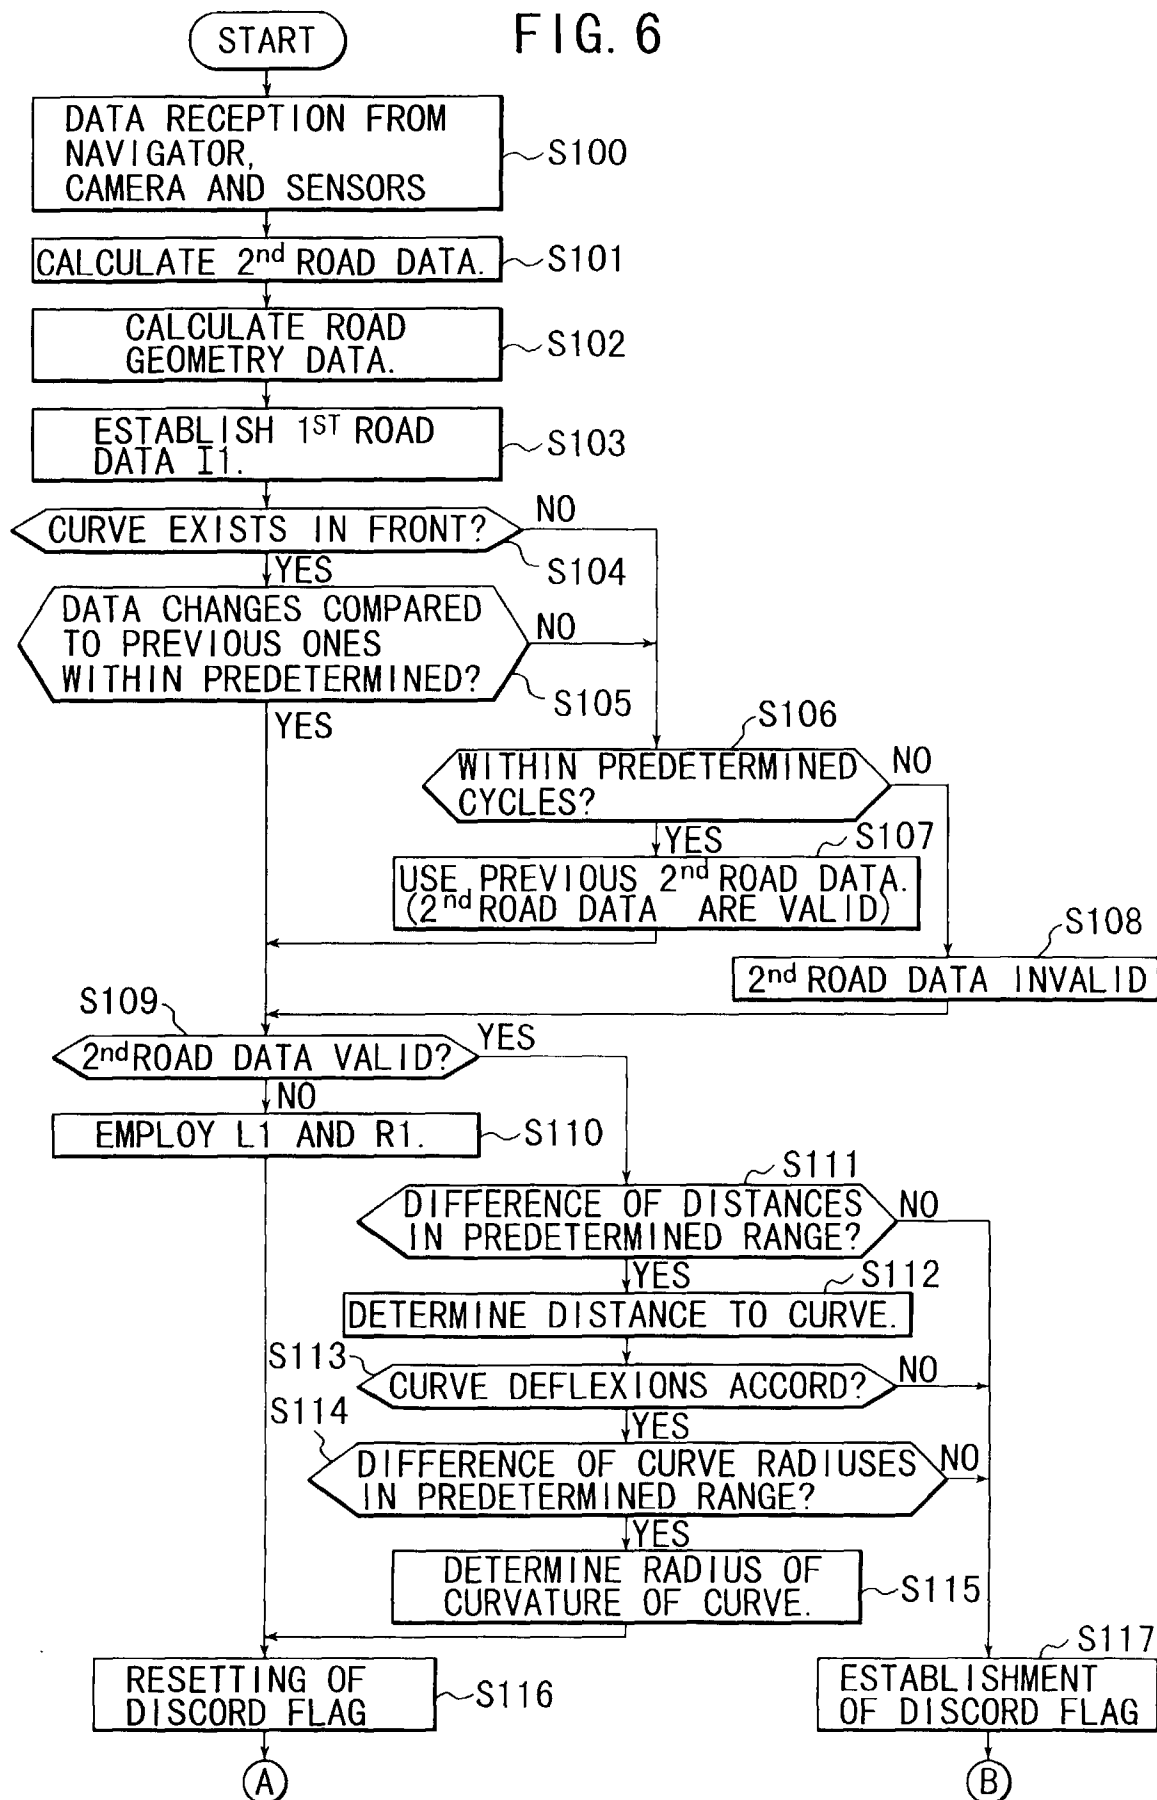 FIG. 6
START
DATA RECEPTION FROM
NAVIGATOR,
CAMERA AND SENSORS
S100
CALCULATE 2nd ROAD DATA.
S101
CALCULATE ROAD
GEOMETRY DATA.
S102
ESTABLISH 1ST ROAD
DATA I1.
S103
CURVE EXISTS IN FRONT?
NO
S104
YES
DATA CHANGES COMPARED
TO PREVIOUS ONES
WITHIN PREDETERMINED?
NO
S105
YES
S106
WITHIN PREDETERMINED
CYCLES?
NO
YES
S107
USE PREVIOUS 2nd ROAD DATA.
(2nd ROAD DATA ARE VALID)
S108
2nd ROAD DATA INVALID
S109
2nd ROAD DATA VALID?
YES
NO
EMPLOY L1 AND R1.
S110
S111
DIFFERENCE OF DISTANCES
IN PREDETERMINED RANGE?
NO
YES
S112
DETERMINE DISTANCE TO CURVE.
S113
CURVE DEFLEXIONS ACCORD?
NO
YES
S114
DIFFERENCE OF CURVE RADIUSES
IN PREDETERMINED RANGE?
NO
YES
DETERMINE RADIUS OF
CURVATURE OF CURVE.
S115
RESETTING OF
DISCORD FLAG
S116
S117
ESTABLISHMENT
OF DISCORD FLAG
A
B